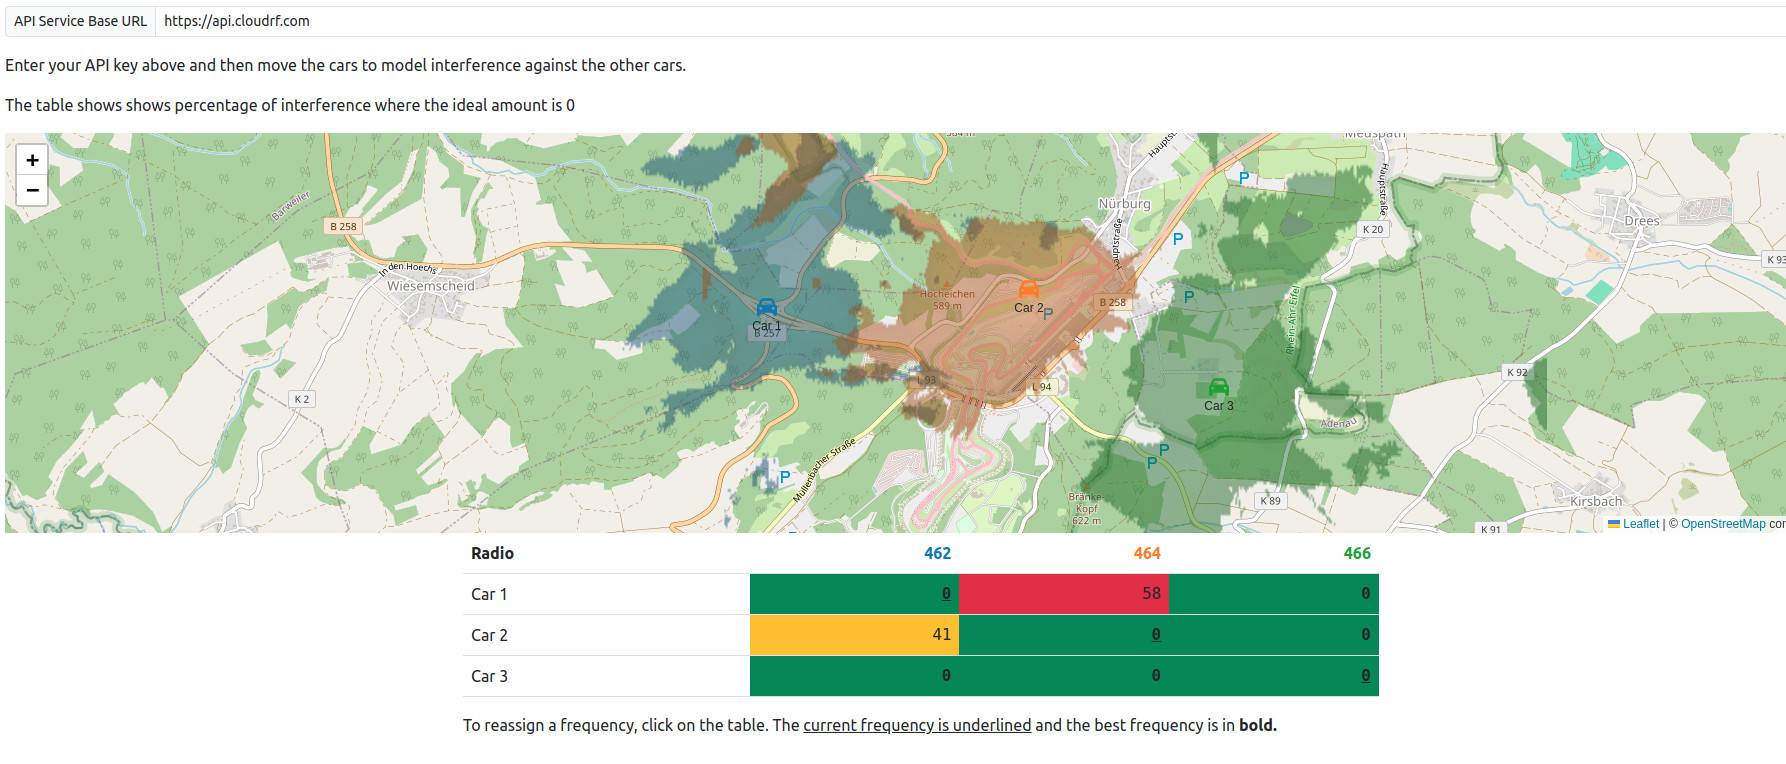 API Service Base URL https://api.cloudrf.com
Enter your API key above and then move the cars to model interference against the other cars.
The table shows shows percentage of interference where the ideal amount is 0
+
−
Meuspath
Hauptst
Hauptstraße
Barweiler
Nürburg
Drees
B 258
K 20
K 93
In den Hoechs
Wiesemscheid
Hauptstraße
Hocheichen
589 m
Car 1
B 257
Car 2
B 258
Rhein-Ahr-Eifel
K 2
L 93
L 94
K 92
Car 3
Adenau
Müllenbacher Straße
Bränke-
Kopf
622 m
K 89
Kirsbach
K 91
Leaflet | © OpenStreetMap con
Radio 462 464 466
Car 1 0 58 0
Car 2 41 0 0
Car 3 0 0 0
To reassign a frequency, click on the table. The current frequency is underlined and the best frequency is in bold.